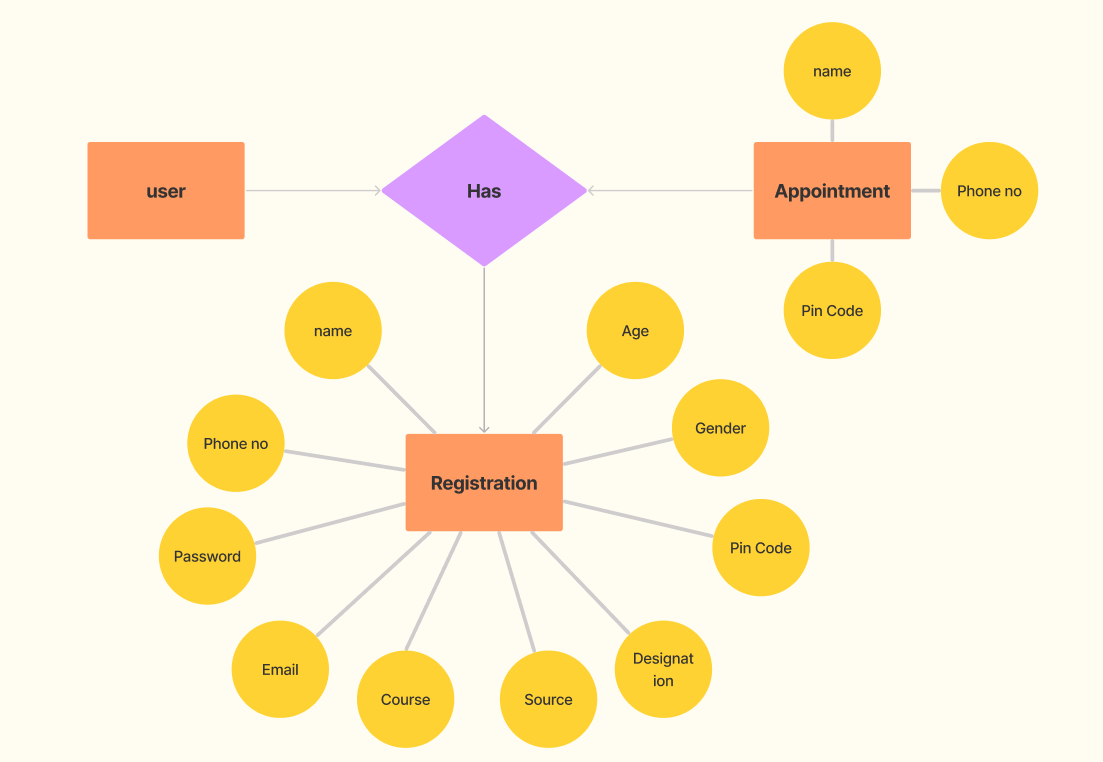 name
user
Has
Appointment
Phone no
Pin Code
name
Age
Phone no
Gender
Registration
Password
Pin Code
Email
Course
Source
Designat
ion